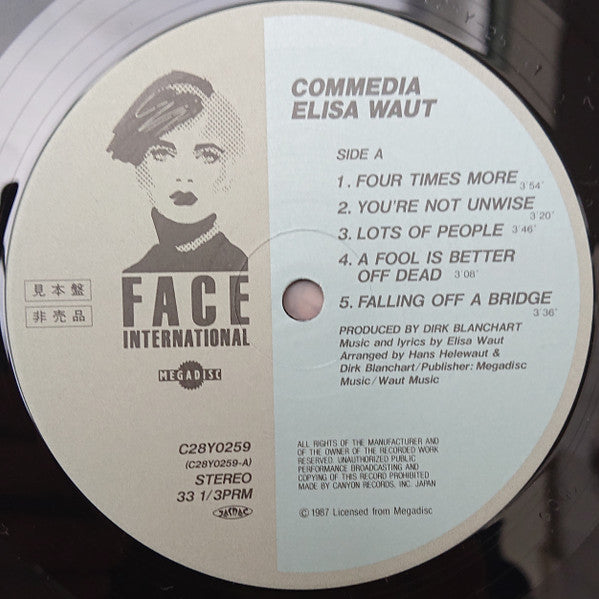 COMMEDIA
ELISA WAUT
SIDE A
1. FOUR TIMES MORE 3'54"
2. YOU'RE NOT UNWISE 3'20"
3. LOTS OF PEOPLE 3'46"
4. A FOOL IS BETTER
OFF DEAD 3'08"
5. FALLING OFF A BRIDGE 3'36"
PRODUCED BY DIRK BLANCHART
Music and lyrics by Elisa Waut
Arranged by Hans Helewaut &
Dirk Blanchart/Publisher: Megadisc
Music/Waut Music
ALL RIGHTS OF THE MANUFACTURER AND
OF THE OWNER OF THE RECORDED WORK
RESERVED. UNAUTHORIZED PUBLIC
PERFORMANCE BROADCASTING AND
COPYING OF THIS RECORD PROHIBITED
MADE BY CANYON RECORDS, INC. JAPAN
© 1987 Licensed from Megadisc
見本盤
非売品
FACE
INTERNATIONAL
MEGADISC
C28Y0259
(C28Y0259-A)
STEREO
33 1/3PRM
JASRAC